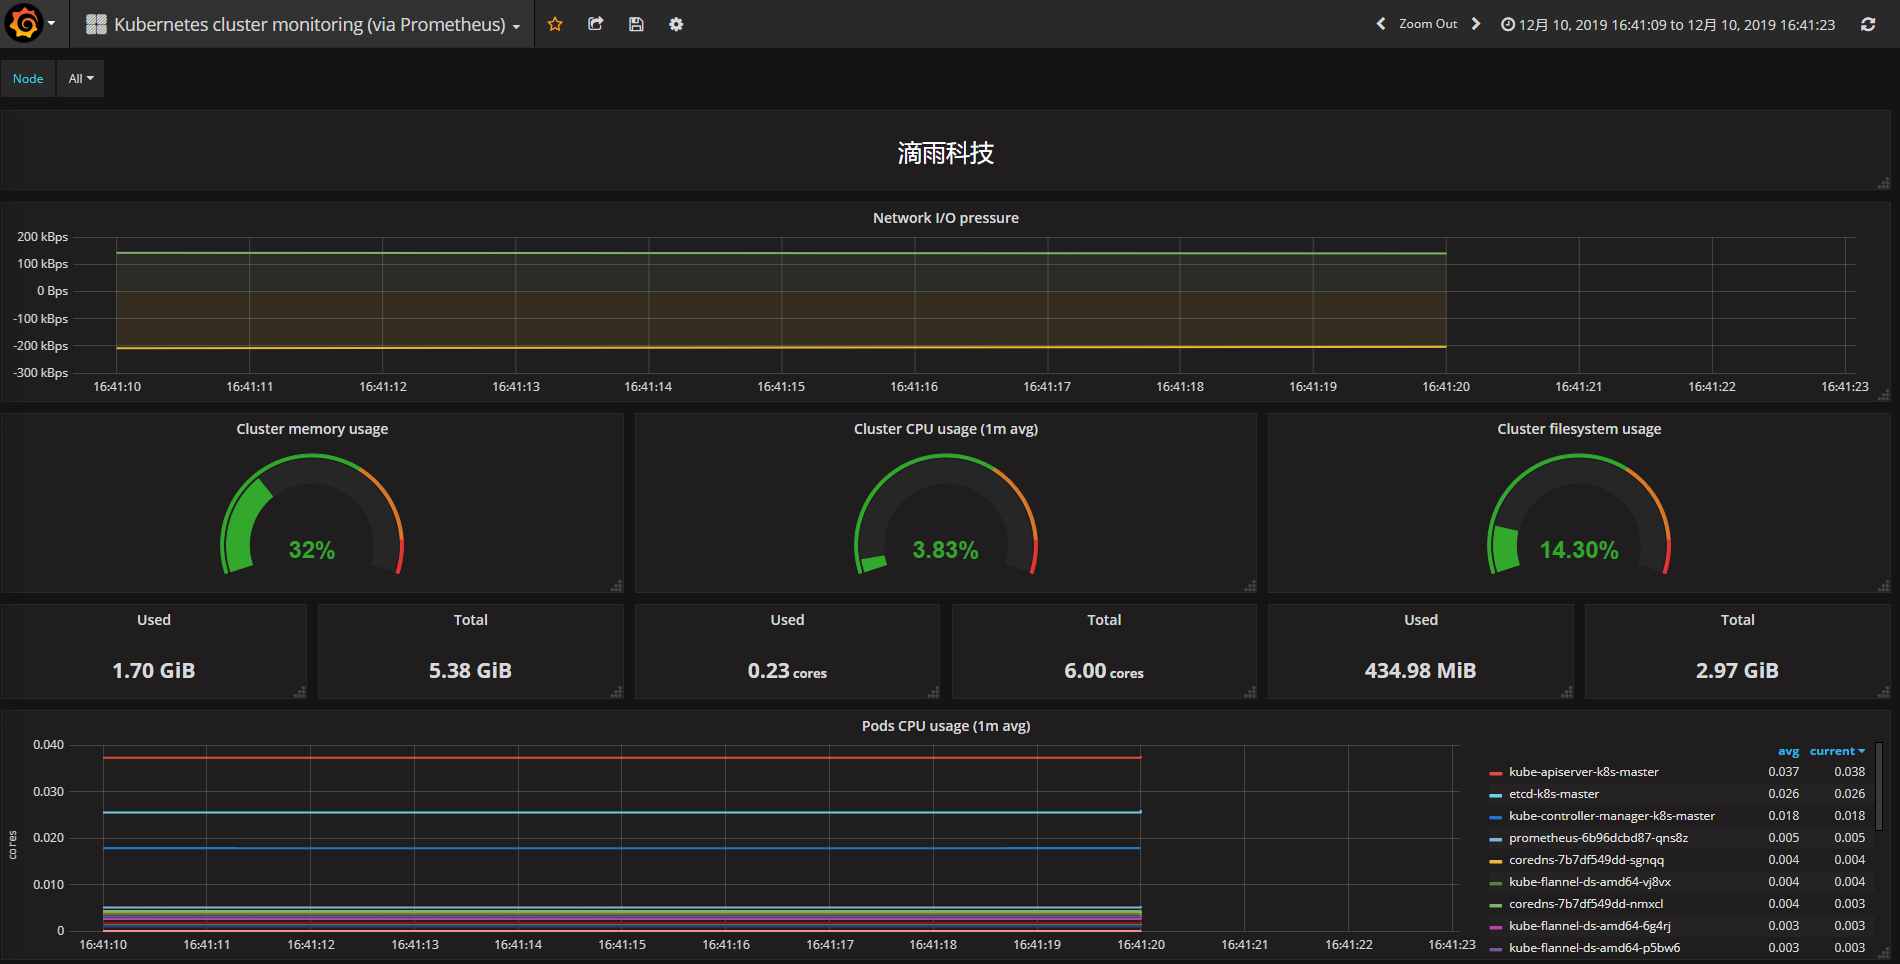 Kubernetes cluster monitoring (via Prometheus)
Zoom Out
12月 10, 2019 16:41:09 to 12月 10, 2019 16:41:23
Node All
滴雨科技
Network I/O pressure
200 kBps
100 kBps
0 Bps
-100 kBps
-200 kBps
-300 kBps
16:41:10 16:41:11 16:41:12 16:41:13 16:41:14 16:41:15 16:41:16 16:41:17 16:41:18 16:41:19 16:41:20 16:41:21 16:41:22 16:41:23
Cluster memory usage
32%
Cluster CPU usage (1m avg)
3.83%
Cluster filesystem usage
14.30%
Used
1.70 GiB
Total
5.38 GiB
Used
0.23 cores
Total
6.00 cores
Used
434.98 MiB
Total
2.97 GiB
Pods CPU usage (1m avg)
cores
0.040
0.030
0.020
0.010
0
16:41:10 16:41:11 16:41:12 16:41:13 16:41:14 16:41:15 16:41:16 16:41:17 16:41:18 16:41:19 16:41:20 16:41:21 16:41:22 16:41:23
avg current
kube-apiserver-k8s-master 0.037 0.038
etcd-k8s-master 0.026 0.026
kube-controller-manager-k8s-master 0.018 0.018
prometheus-6b96dcbd87-qns8z 0.005 0.005
coredns-7b7df549dd-sgnqq 0.004 0.004
kube-flannel-ds-amd64-vj8vx 0.004 0.004
coredns-7b7df549dd-nmxcl 0.004 0.003
kube-flannel-ds-amd64-6g4rj 0.003 0.003
kube-flannel-ds-amd64-p5bw6 0.003 0.003